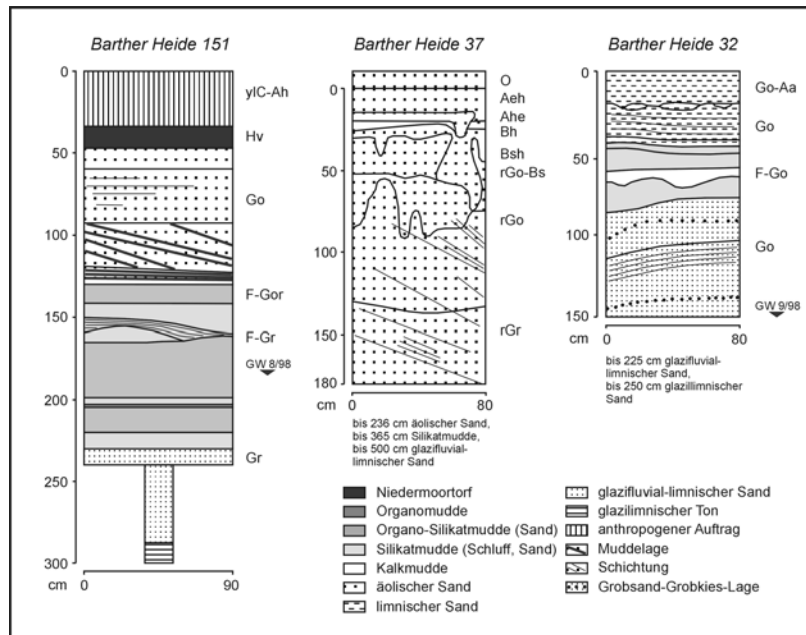 Barther Heide 151
0
50
100
150
200
250
300
cm
0
90
yIC-Ah
Hv
Go
F-Gor
F-Gr
GW 8/98
Gr
Barther Heide 37
0
50
100
150
180
cm
0
80
O
Aeh
Ahe
Bh
Bsh
rGo-Bs
rGo
rGr
bis 236 cm äolischer Sand,
bis 365 cm Silikatmudde,
bis 500 cm glazifluvial-
limnischer Sand
Barther Heide 32
0
50
100
150
cm
0
80
Go-Aa
Go
F-Go
Go
GW 9/98
bis 225 cm glazifluvial-
limnischer Sand,
bis 250 cm glazillimnischer
Sand
Niedermoortorf
Organomudde
Organo-Silikatmudde (Sand)
Silikatmudde (Schluff, Sand)
Kalkmudde
äolischer Sand
limnischer Sand
glazifluvial-limnischer Sand
glazilimnischer Ton
anthropogener Auftrag
Muddelage
Schichtung
Grobsand-Grobkies-Lage